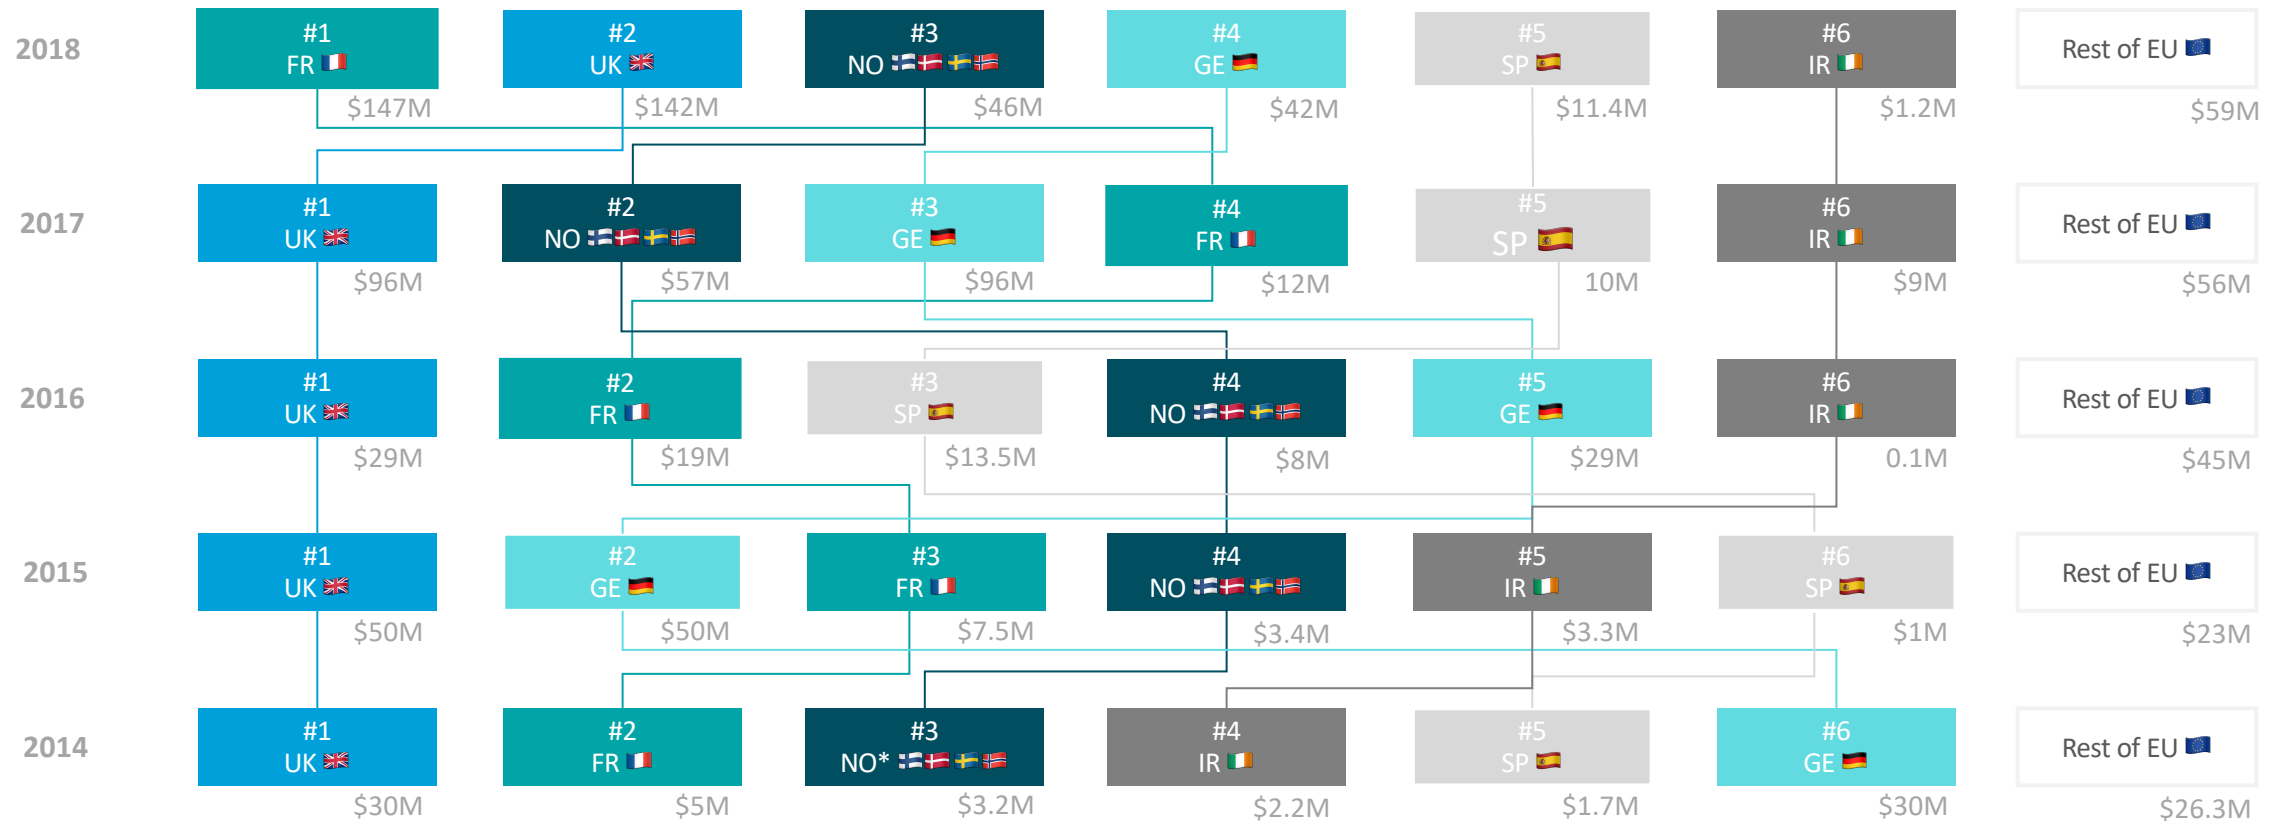 2018
#1
FR 🇫🇷
$147M
#2
UK 🇬🇧
$142M
#3
NO 🇫🇮🇩🇰🇸🇪🇳🇴
$46M
#4
GE 🇩🇪
$42M
#5
SP 🇪🇸
$11.4M
#6
IR 🇮🇪
$1.2M
Rest of EU 🇪🇺
$59M
2017
#1
UK 🇬🇧
$96M
#2
NO 🇫🇮🇩🇰🇸🇪🇳🇴
$57M
#3
GE 🇩🇪
$96M
#4
FR 🇫🇷
$12M
#5
SP 🇪🇸
10M
#6
IR 🇮🇪
$9M
Rest of EU 🇪🇺
$56M
2016
#1
UK 🇬🇧
$29M
#2
FR 🇫🇷
$19M
#3
SP 🇪🇸
$13.5M
#4
NO 🇫🇮🇩🇰🇸🇪🇳🇴
$8M
#5
GE 🇩🇪
$29M
#6
IR 🇮🇪
0.1M
Rest of EU 🇪🇺
$45M
2015
#1
UK 🇬🇧
$50M
#2
GE 🇩🇪
$50M
#3
FR 🇫🇷
$7.5M
#4
NO 🇫🇮🇩🇰🇸🇪🇳🇴
$3.4M
#5
IR 🇮🇪
$3.3M
#6
SP 🇪🇸
$1M
Rest of EU 🇪🇺
$23M
2014
#1
UK 🇬🇧
$30M
#2
FR 🇫🇷
$5M
#3
NO* 🇫🇮🇩🇰🇸🇪🇳🇴
$3.2M
#4
IR 🇮🇪
$2.2M
#5
SP 🇪🇸
$1.7M
#6
GE 🇩🇪
$30M
Rest of EU 🇪🇺
$26.3M